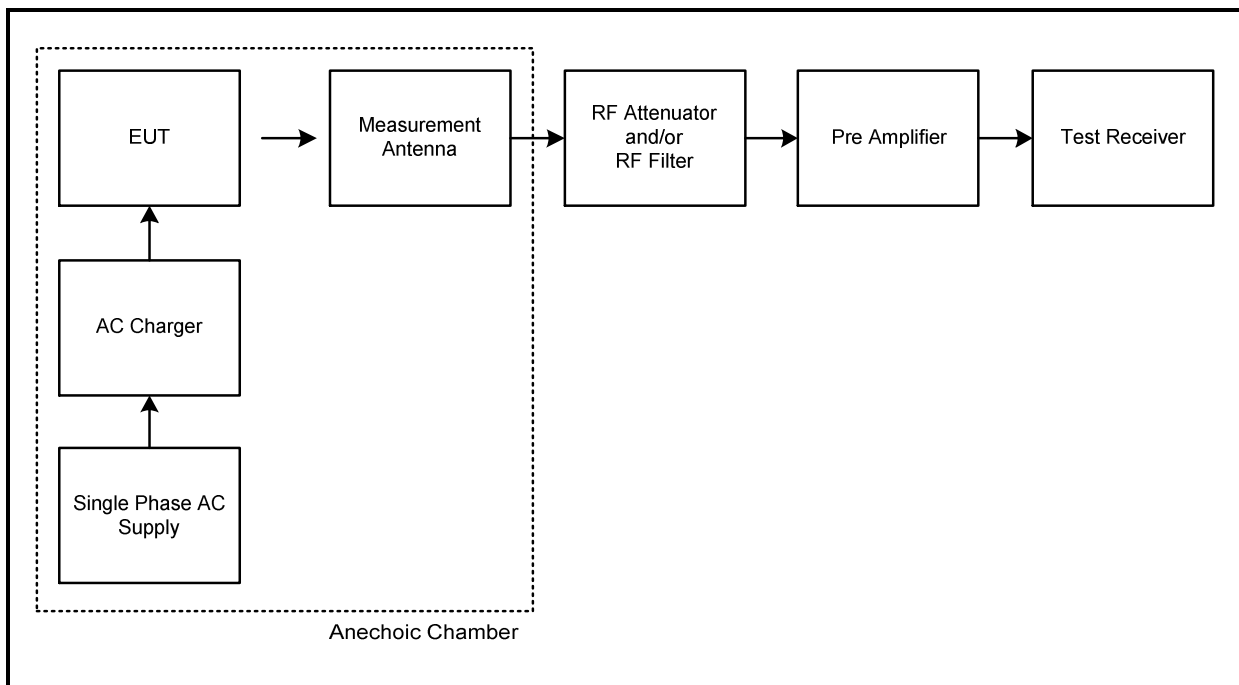 EUT
Measurement
Antenna
RF Attenuator
and/or
RF Filter
Pre Amplifier
Test Receiver
AC Charger
Single Phase AC
Supply
Anechoic Chamber